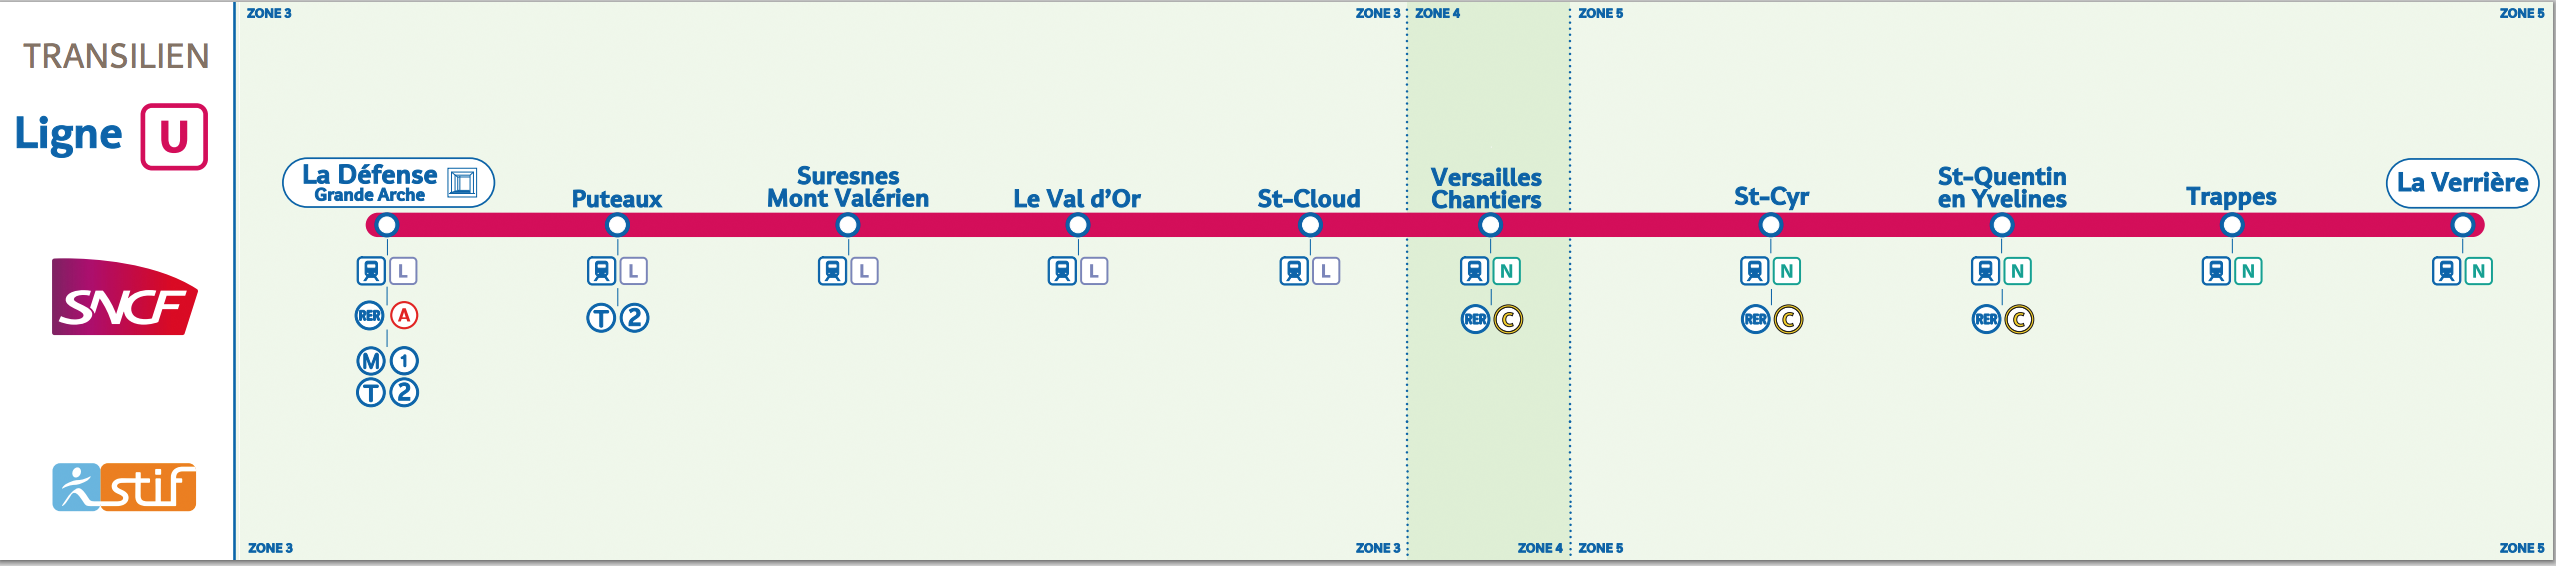 ZONE 3
ZONE 3
ZONE 4
ZONE 5
ZONE 5
TRANSILIEN
Ligne U
SNCF
stif
La Défense
Grande Arche
Puteaux
Suresnes
Mont Valérien
Le Val d'Or
St-Cloud
Versailles
Chantiers
St-Cyr
St-Quentin
en Yvelines
Trappes
La Verrière
L
RER A
M 1
T 2
L
T 2
L
L
L
N
RER C
N
RER C
N
RER C
N
N
ZONE 3
ZONE 3
ZONE 4
ZONE 5
ZONE 5